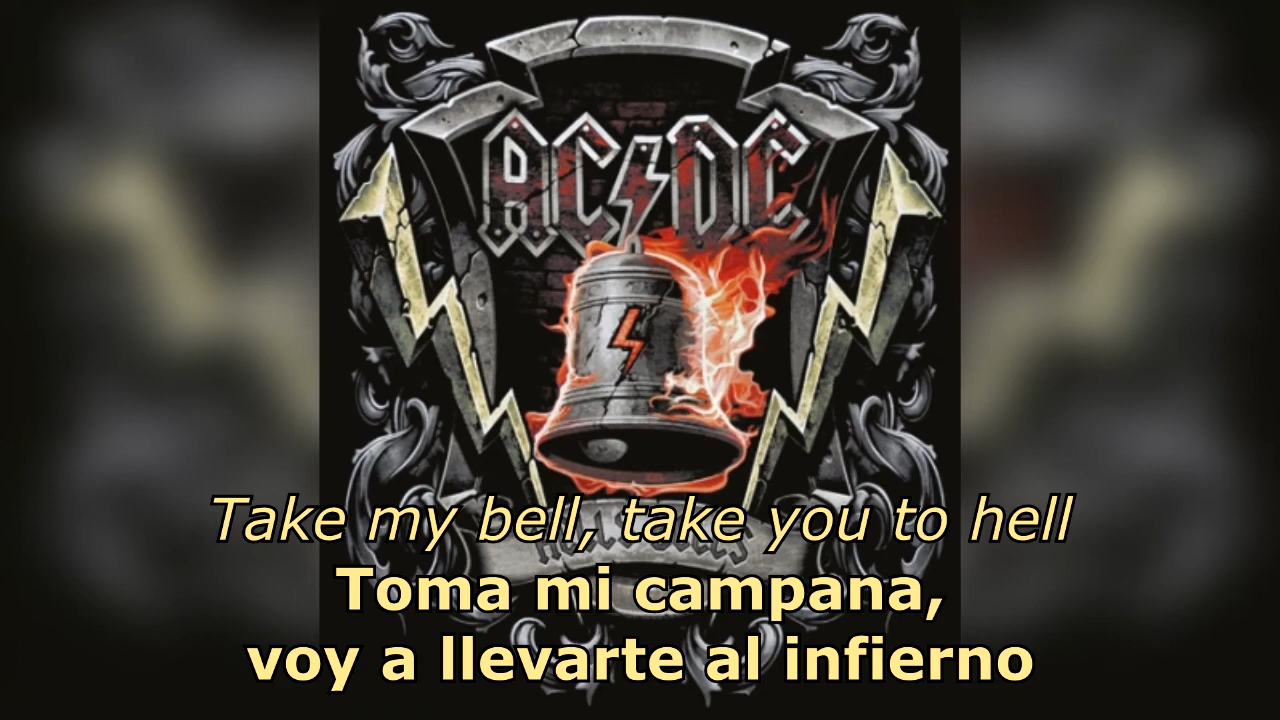 AC DC
Take my bell, take you to hell
Toma mi campana,
voy a llevarte al infierno